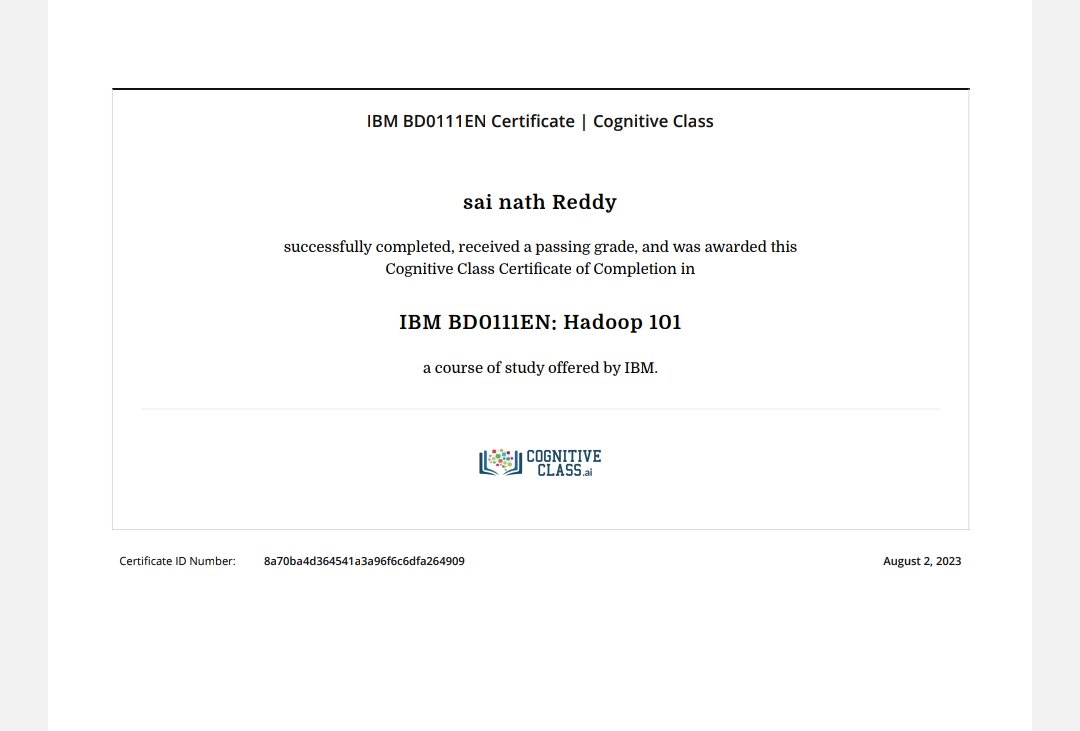 IBM BD0111EN Certificate | Cognitive Class
sai nath Reddy
successfully completed, received a passing grade, and was awarded this
Cognitive Class Certificate of Completion in
IBM BD0111EN: Hadoop 101
a course of study offered by IBM.
COGNITIVE
CLASS.ai
Certificate ID Number: 8a70ba4d364541a3a96f6c6dfa264909 August 2, 2023